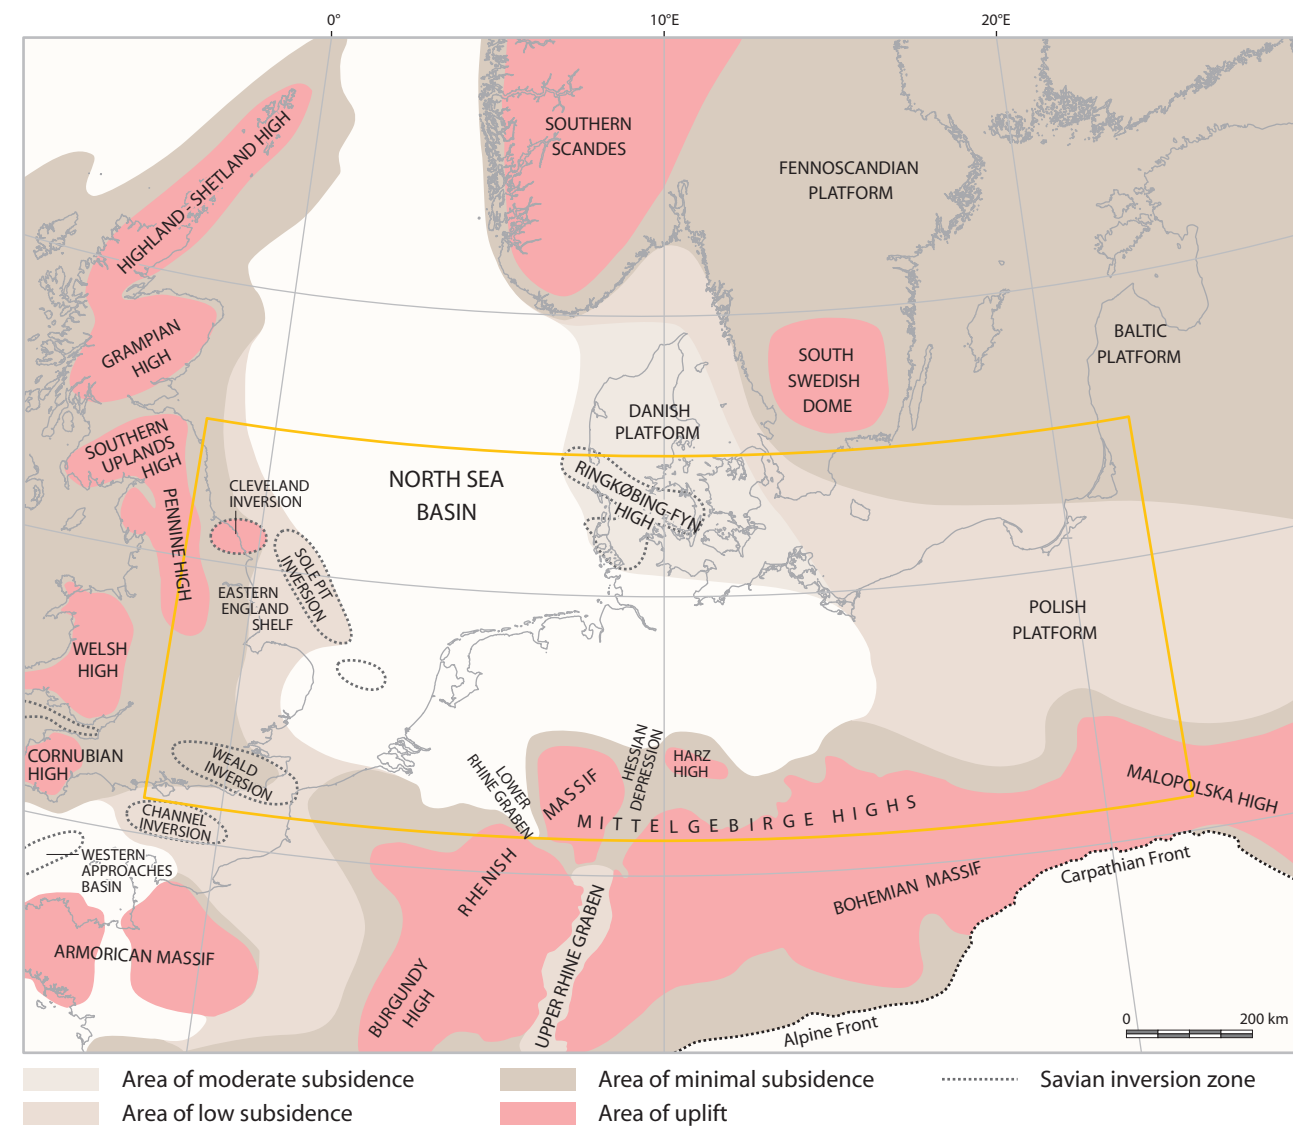 0°
10°E
20°E
SOUTHERN
SCANDES
FENNOSCANDIAN
PLATFORM
HIGHLAND - SHETLAND HIGH
GRAMPIAN
HIGH
SOUTH
SWEDISH
DOME
BALTIC
PLATFORM
DANISH
PLATFORM
SOUTHERN
UPLANDS
HIGH
NORTH SEA
BASIN
RINGKØBING-FYN
HIGH
CLEVELAND
INVERSION
PENNINE HIGH
SOLE PIT
INVERSION
EASTERN
ENGLAND
SHELF
POLISH
PLATFORM
WELSH
HIGH
CORNUBIAN
HIGH
WEALD
INVERSION
CHANNEL
INVERSION
LOWER
RHINE GRABEN
HESSIAN
DEPRESSION
HARZ
HIGH
MASSIF
MITTELGEBIRGE HIGHS
MALOPOLSKA HIGH
WESTERN
APPROACHES
BASIN
RHENISH
BOHEMIAN MASSIF
Carpathian Front
ARMORICAN MASSIF
BURGUNDY
HIGH
UPPER RHINE GRABEN
Alpine Front
0 200 km
Area of moderate subsidence
Area of low subsidence
Area of minimal subsidence
Area of uplift
Savian inversion zone